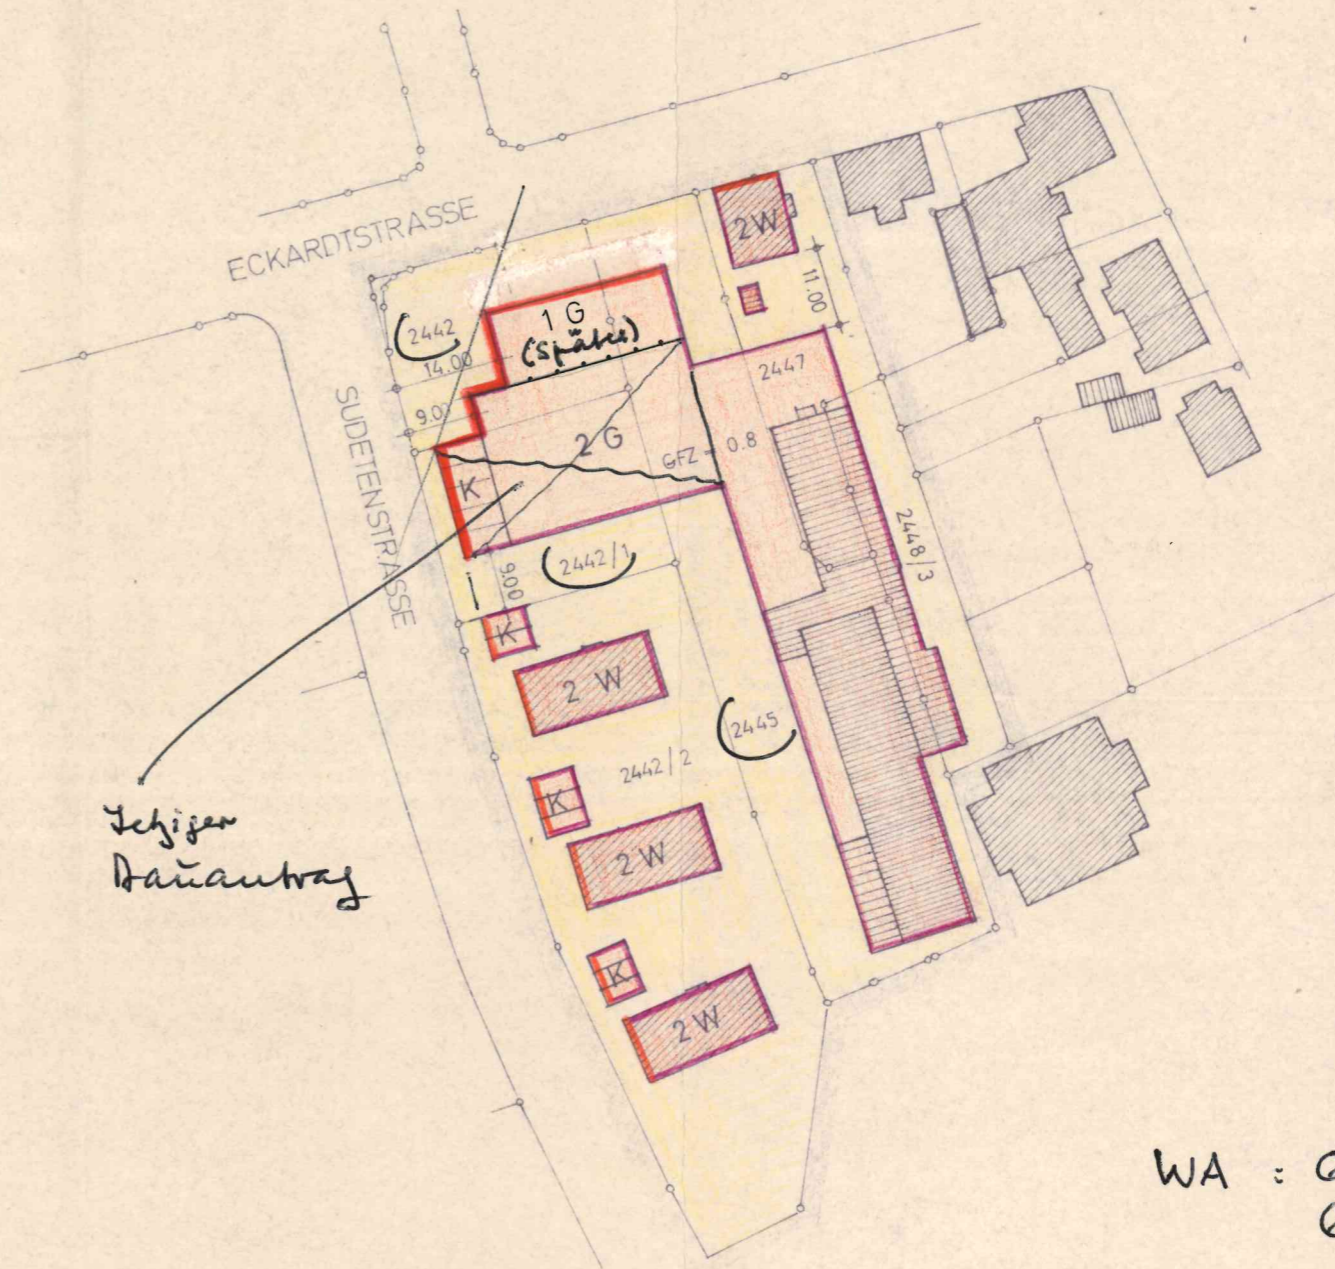 ECKARDTSTRASSE
2W
11.00
2442
1 G
(Später)
14.00
2447
9.00
2 G
GFZ = 0.8
K
SUDETENSTRASSE
2442/1
9.00
2448/3
K
2 W
2445
2442/2
K
2 W
Jetziger
Bauantrag
K
2 W
WA :